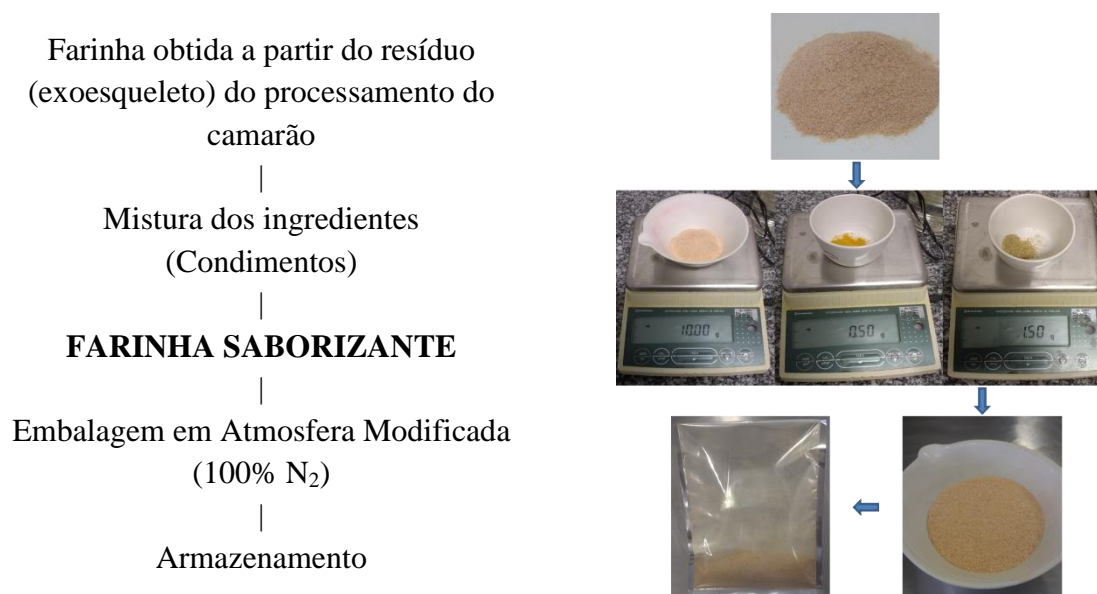 Farinha obtida a partir do resíduo
(exoesqueleto) do processamento do
camarão
Mistura dos ingredientes
(Condimentos)
FARINHA SABORIZANTE
Embalagem em Atmosfera Modificada
(100% N₂)
Armazenamento
10.00 g
0.50 g
1.50 g